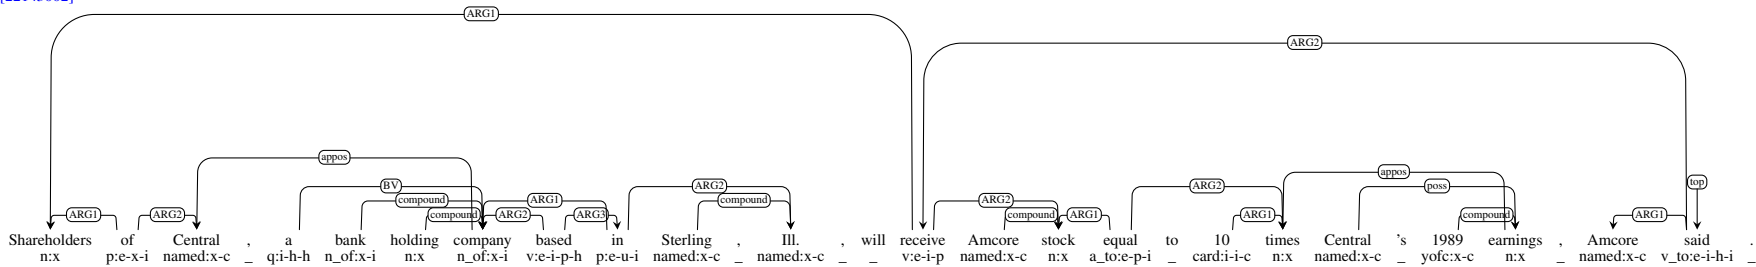 ARG1
ARG2
appos
top
BV ARG2 appos
compound ARG1 compound ARG2 poss
ARG1 ARG2 compound ARG2 ARG3 compound ARG1 ARG1 compound ARG1
Shareholders of Central , a bank holding company based in Sterling , Ill. , will receive Amcore stock equal to 10 times Central 's 1989 earnings , Amcore said .
n:x p:e-x-i named:x-c _ q:i-h-h n_of:x-i n:x n_of:x-i v:e-i-p-h p:e-u-i named:x-c _ named:x-c _ _ v:e-i-p named:x-c n:x a_to:e-p-i _ card:i-i-c n:x named:x-c _ yofc:x-c n:x _ named:x-c v_to:e-i-h-i _